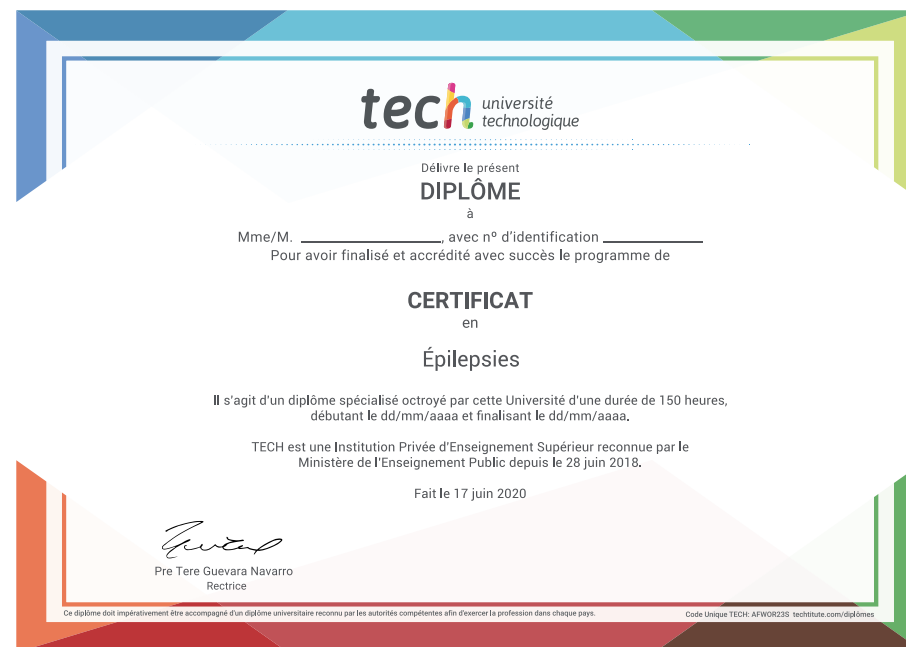 tech université
technologique
Délivre le présent
DIPLÔME
à
Mme/M. ____________________, avec nº d'identification ______________
Pour avoir finalisé et accrédité avec succès le programme de
CERTIFICAT
en
Épilepsies
Il s'agit d'un diplôme spécialisé octroyé par cette Université d'une durée de 150 heures,
débutant le dd/mm/aaaa et finalisant le dd/mm/aaaa.
TECH est une Institution Privée d'Enseignement Supérieur reconnue par le
Ministère de l'Enseignement Public depuis le 28 juin 2018.
Fait le 17 juin 2020
Pre Tere Guevara Navarro
Rectrice
Ce diplôme doit impérativement être accompagné d'un diplôme universitaire reconnu par les autorités compétentes afin d'exercer la profession dans chaque pays.
Code Unique TECH: AFWOR23S techtitute.com/diplômes